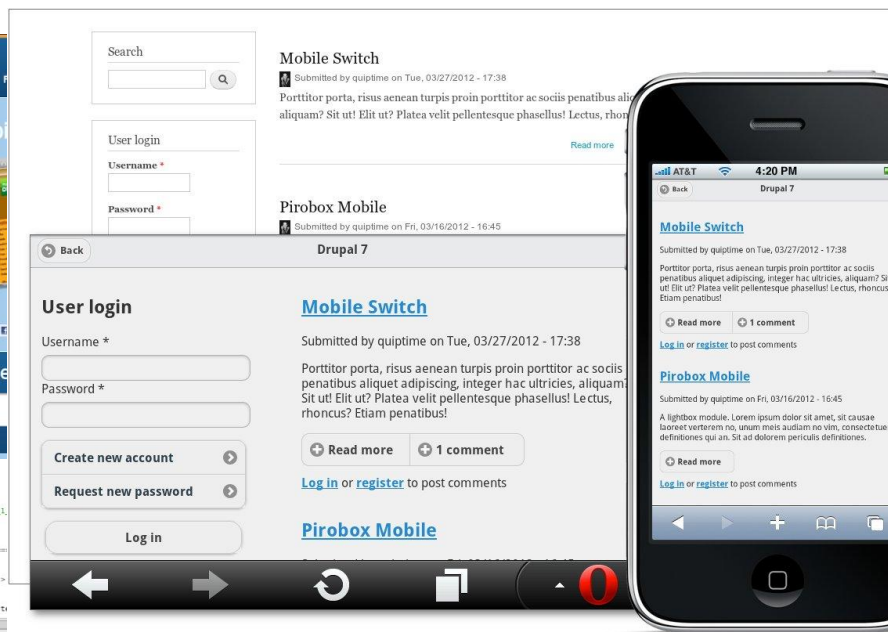 Search
Mobile Switch
Submitted by quiptime on Tue, 03/27/2012 - 17:38
Porttitor porta, risus aenean turpis proin porttitor ac sociis penatibus
aliquam? Sit ut! Elit ut? Platea velit pellentesque phasellus! Lectus,
Read more
User login
Username *
Password *
Pirobox Mobile
Submitted by quiptime on Fri, 03/16/2012 - 16:45
Back
Drupal 7
User login
Username *
Password *
Create new account
Request new password
Log in
Mobile Switch
Submitted by quiptime on Tue, 03/27/2012 - 17:38
Porttitor porta, risus aenean turpis proin porttitor ac sociis
penatibus aliquet adipiscing, integer hac ultricies, aliquam?
Sit ut! Elit ut? Platea velit pellentesque phasellus! Lectus,
rhoncus? Etiam penatibus!
Read more
1 comment
Log in or register to post comments
Pirobox Mobile
AT&T
4:20 PM
Back
Drupal 7
Mobile Switch
Submitted by quiptime on Tue, 03/27/2012 - 17:38
Porttitor porta, risus aenean turpis proin porttitor ac sociis
penatibus aliquet adipiscing, integer hac ultricies, aliquam?
ut! Elit ut? Platea velit pellentesque phasellus! Lectus, rhoncus
Etiam penatibus!
Read more
1 comment
Log in or register to post comments
Pirobox Mobile
Submitted by quiptime on Fri, 03/16/2012 - 16:45
A lightbox module. Lorem ipsum dolor sit amet, sit causae
laoreet verterem no, unum meis audiam no vim,
definitiones qui an. Sit ad dolorem periculis definitiones.
Read more
Log in or register to post comments